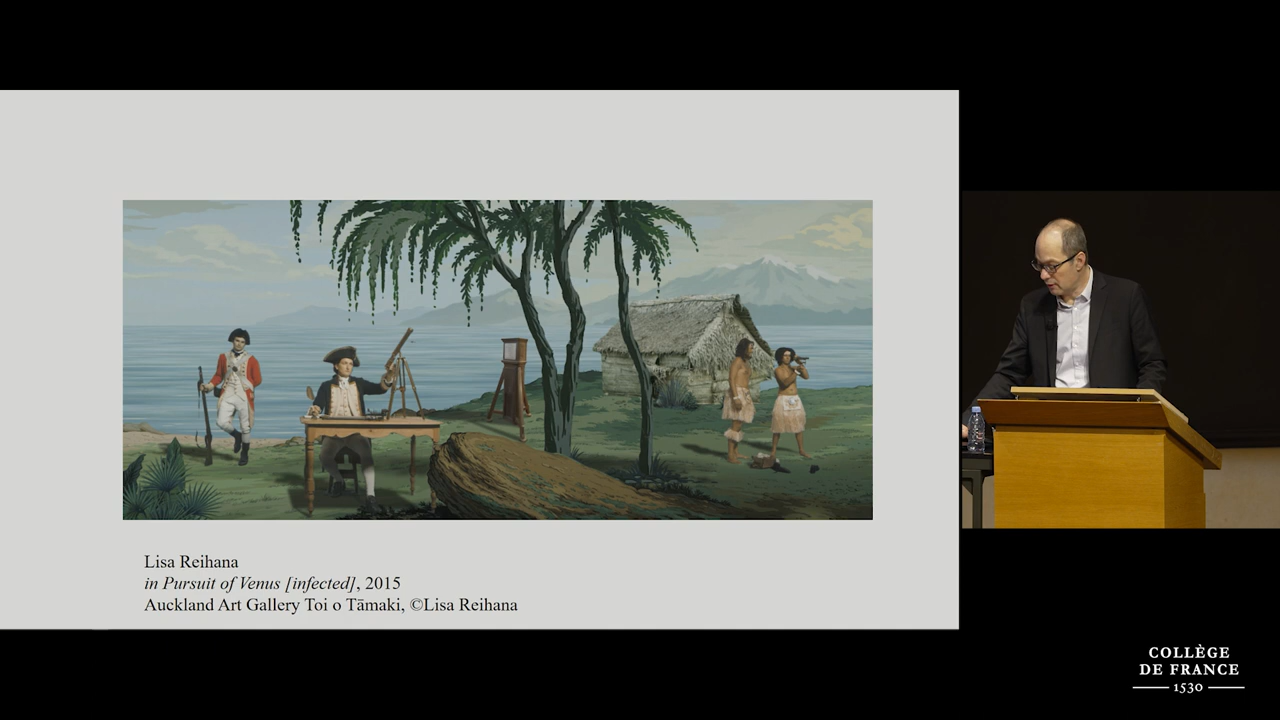 Lisa Reihana
in Pursuit of Venus [infected], 2015
Auckland Art Gallery Toi o Tāmaki, ©Lisa Reihana
COLLÈGE
DE FRANCE
1530